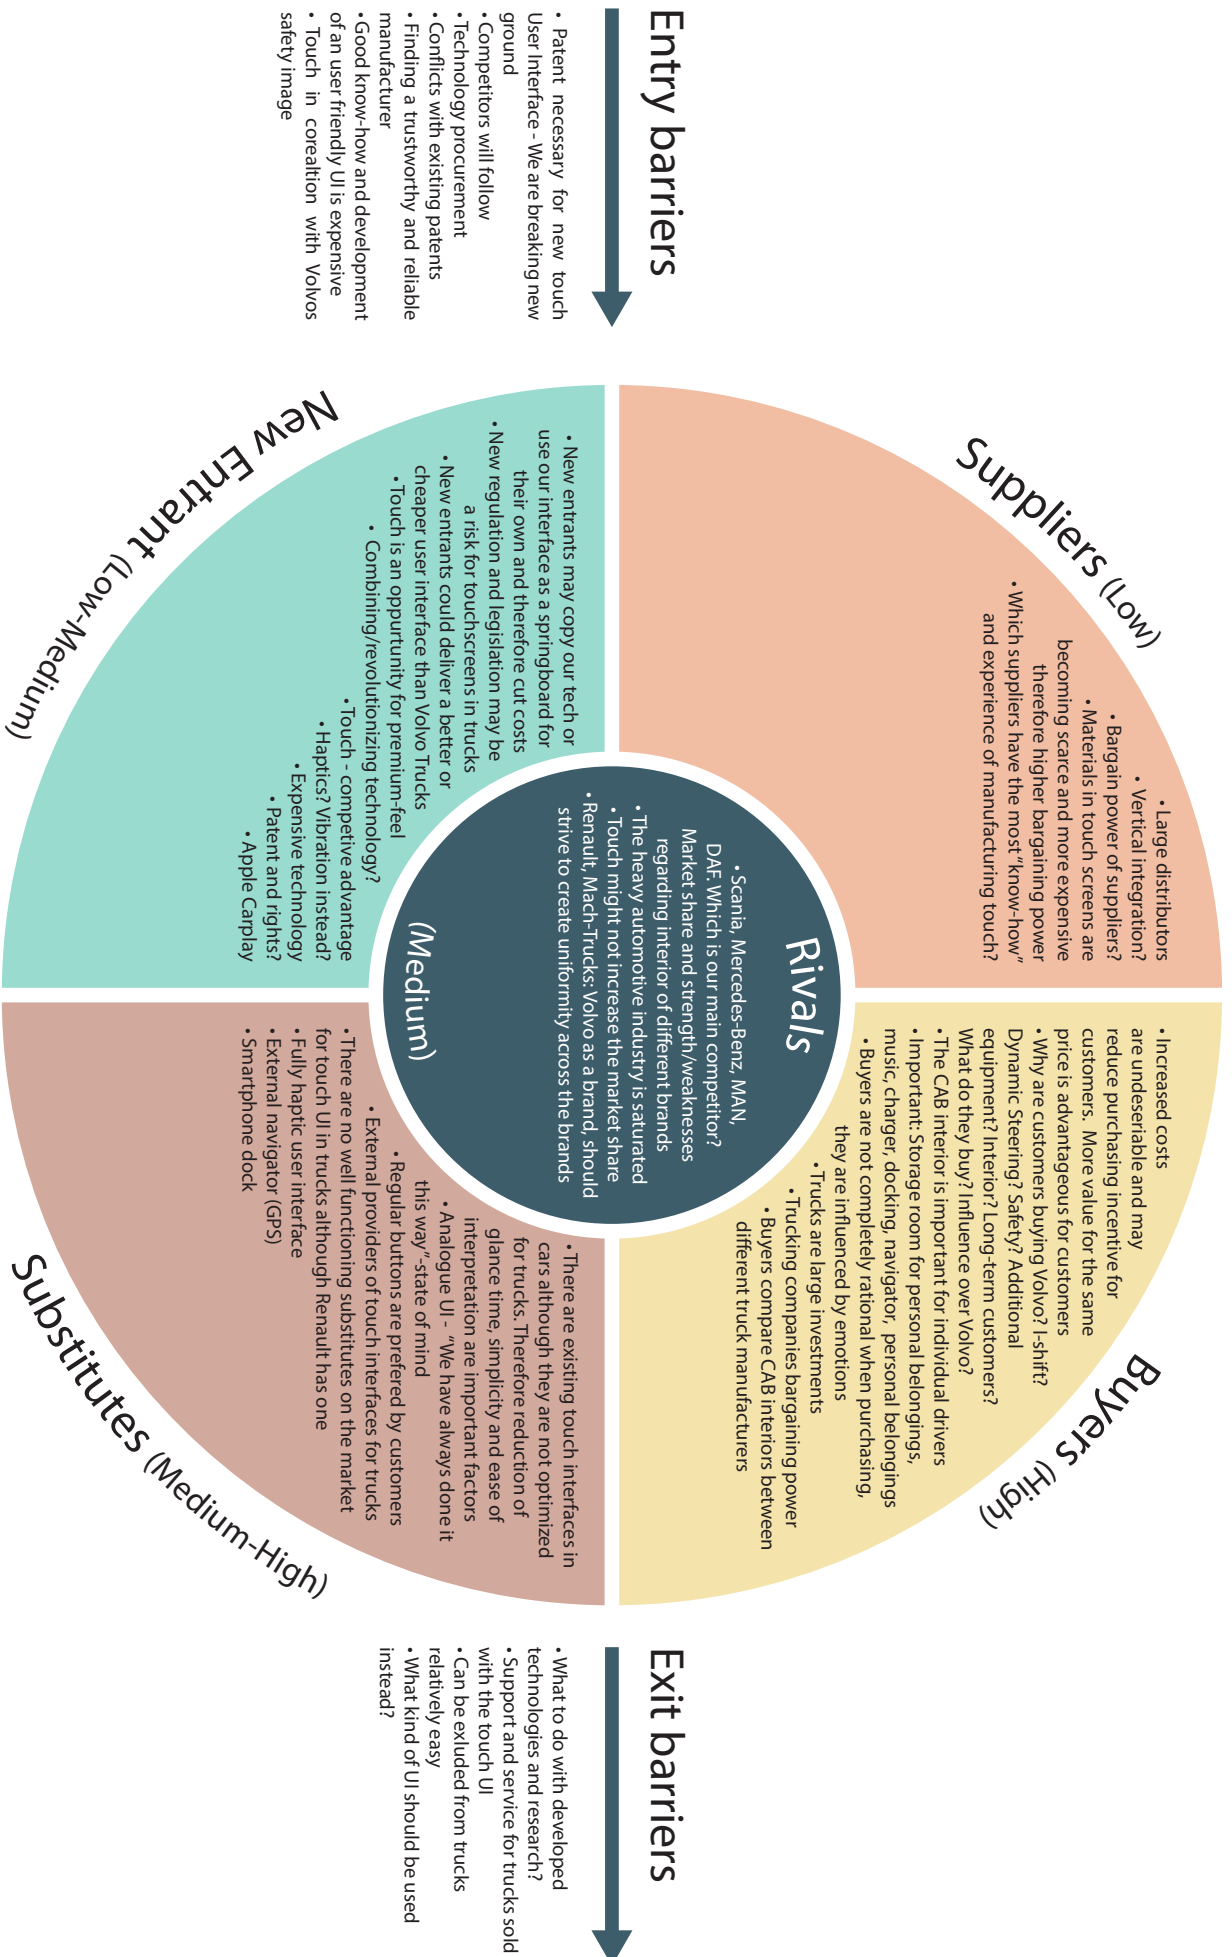 Entry barriers
• Patent necessary for new touch
User Interface - We are breaking new
ground
• Competitors will follow
• Technology procurement
• Conflicts with existing patents
• Finding a trustworthy and reliable
manufacturer
• Good know-how and development
of an user friendly UI is expensive
• Touch in corealtion with Volvos
safety image
Suppliers (Low)
• Large distributors
• Vertical integration?
• Bargain power of suppliers?
• Materials in touch screens are
becoming scarce and more expensive
therefore higher bargaining power
• Which suppliers have the most “know-how”
and experience of manufacturing touch?
Buyers (High)
• Increased costs
are undeseriable and may
reduce purchasing incentive for
customers. More value for the same
price is advantageous for customers
• Why are customers buying Volvo? I-shift?
Dynamic Steering? Safety? Additional
equipment? Interior? Long-term customers?
What do they buy? Influence over Volvo?
• The CAB interior is important for individual drivers
• Important: Storage room for personal belongings,
music, charger, docking, navigator, personal belongings
• Buyers are not completely rational when purchasing,
they are influenced by emotions
• Trucks are large investments
• Trucking companies bargaining power
• Buyers compare CAB interiors between
different truck manufacturers
Rivals
• Scania, Mercedes-Benz, MAN,
DAF. Which is our main competitor?
Market share and strength/weaknesses
regarding interior of different brands
• The heavy automotive industry is saturated
• Touch might not increase the market share
• Renault, Mach-Trucks: Volvo as a brand, should
strive to create uniformity across the brands
(Medium)
New Entrant (Low-Medium)
• New entrants may copy our tech or
use our interface as a springboard for
their own and therefore cut costs
• New regulation and legislation may be
a risk for touchscreens in trucks
• New entrants could deliver a better or
cheaper user interface than Volvo Trucks
• Touch is an oppurtunity for premium-feel
• Combining/revolutionizing technology?
• Touch - competive advantage
• Haptics? Vibration instead?
• Expensive technology
• Patent and rights?
• Apple Carplay
Substitutes (Medium-High)
• There are existing touch interfaces in
cars although they are not optimized
for trucks. Therefore reduction of
glance time, simplicity and ease of
interpretation are important factors
• Analogue UI - “We have always done it
this way”-state of mind
• Regular buttons are prefered by customers
• External providers of touch interfaces for trucks
• There are no well functioning substitutes on the market
for touch UI in trucks although Renault has one
• Fully haptic user interface
• External navigator (GPS)
• Smartphone dock
Exit barriers
• What to do with developed
technologies and research?
• Support and service for trucks sold
with the touch UI
• Can be exluded from trucks
relatively easy
• What kind of UI should be used
instead?